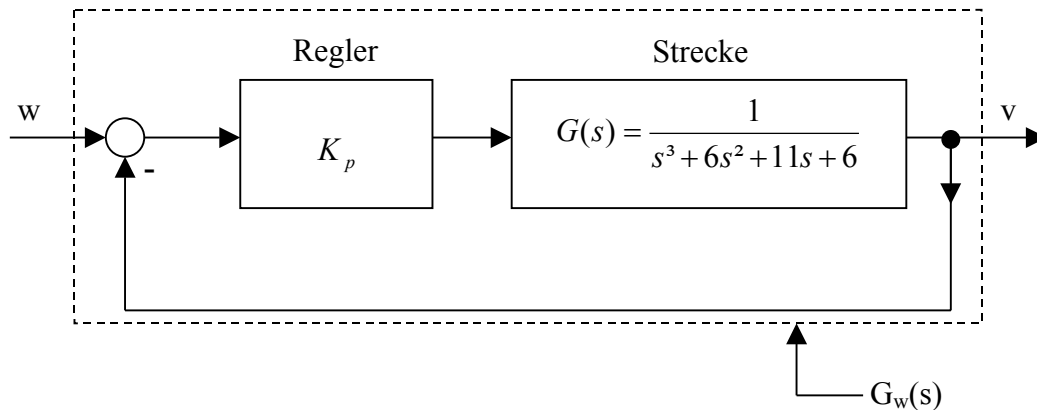 Regler
Strecke
w
K_p
G(s) = 1 / (s³ + 6s² + 11s + 6)
v
-
G_w(s)